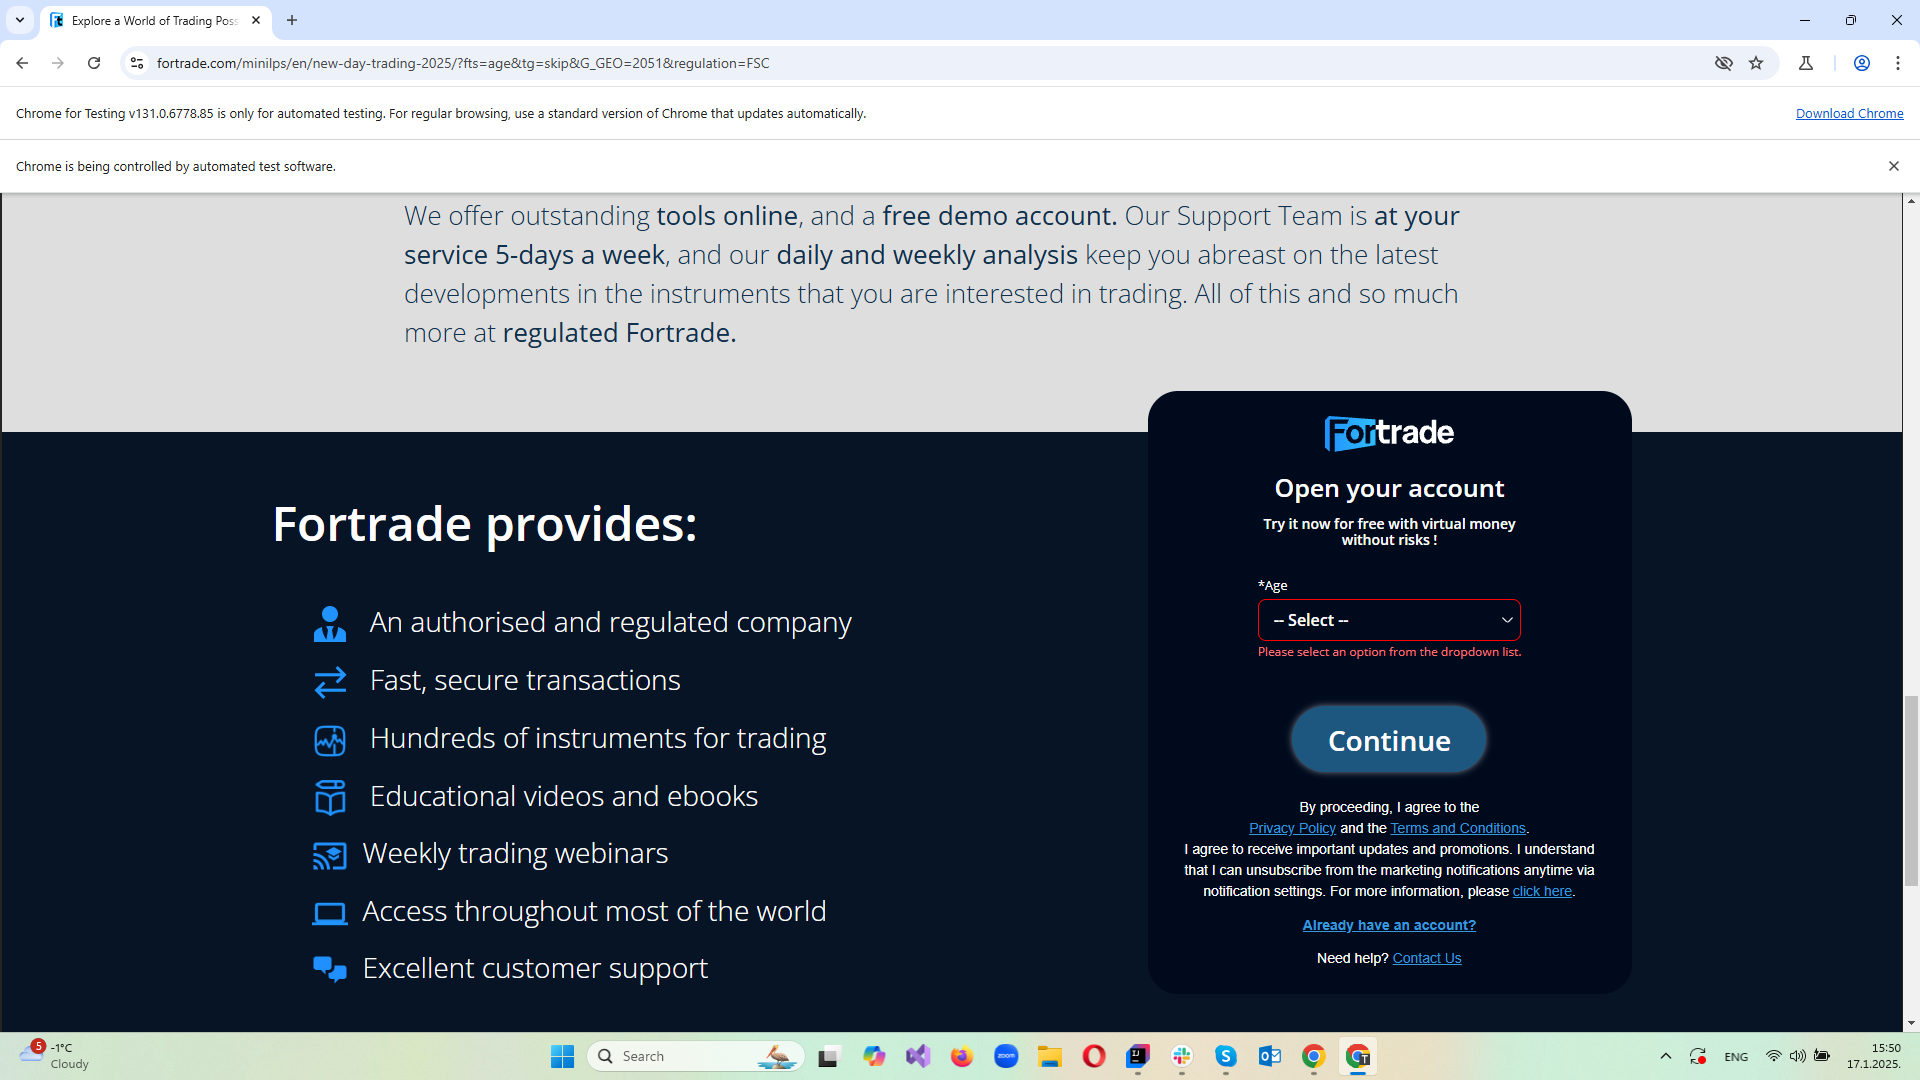 Explore a World of Trading Poss
fortrade.com/minilps/en/new-day-trading-2025/?fts=age&tg=skip&G_GEO=2051&regulation=FSC
Chrome for Testing v131.0.6778.85 is only for automated testing. For regular browsing, use a standard version of Chrome that updates automatically.
Download Chrome
Chrome is being controlled by automated test software.
We offer outstanding tools online, and a free demo account. Our Support Team is at your
service 5-days a week, and our daily and weekly analysis keep you abreast on the latest
developments in the instruments that you are interested in trading. All of this and so much
more at regulated Fortrade.
Fortrade provides:
An authorised and regulated company
Fast, secure transactions
Hundreds of instruments for trading
Educational videos and ebooks
Weekly trading webinars
Access throughout most of the world
Excellent customer support
Fortrade
Open your account
Try it now for free with virtual money
without risks !
*Age
-- Select --
Please select an option from the dropdown list.
Continue
By proceeding, I agree to the
Privacy Policy and the Terms and Conditions.
I agree to receive important updates and promotions. I understand
that I can unsubscribe from the marketing notifications anytime via
notification settings. For more information, please click here.
Already have an account?
Need help? Contact Us
5
-1°C
Cloudy
Search
zoom
ENG
15:50
17.1.2025.